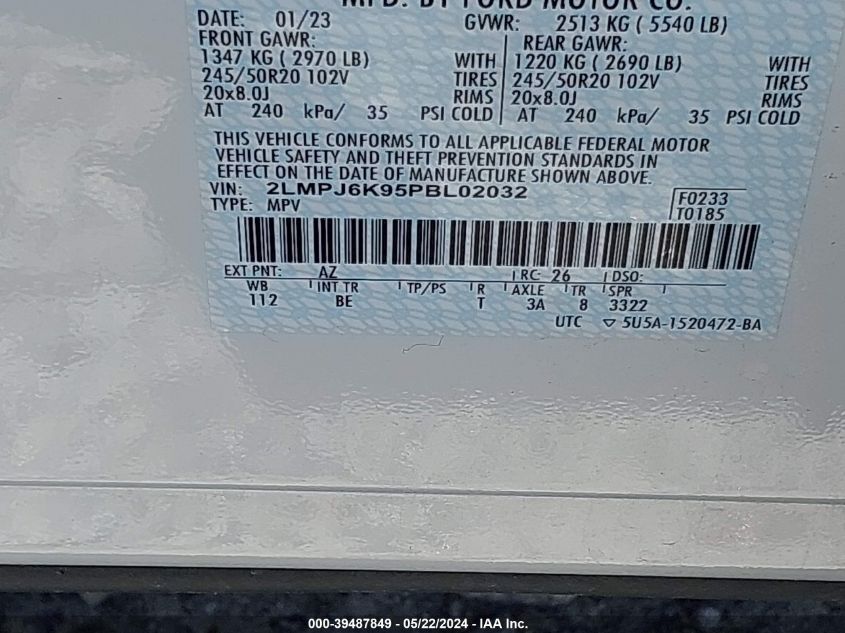 MFD. BY FORD MOTOR CO.
DATE: 01/23 GVWR: 2513 KG ( 5540 LB)
FRONT GAWR: REAR GAWR:
1347 KG ( 2970 LB) WITH 1220 KG ( 2690 LB) WITH
245/50R20 102V TIRES 245/50R20 102V TIRES
20x8.0J RIMS 20x8.0J RIMS
AT 240 kPa/ 35 PSI COLD AT 240 kPa/ 35 PSI COLD
THIS VEHICLE CONFORMS TO ALL APPLICABLE FEDERAL MOTOR
VEHICLE SAFETY AND THEFT PREVENTION STANDARDS IN
EFFECT ON THE DATE OF MANUFACTURE SHOWN ABOVE.
VIN: 2LMPJ6K95PBL02032 F0233
TYPE: MPV T0185
EXT PNT: AZ RC: 26 DSO:
WB INT TR TP/PS R AXLE TR SPR
112 BE T 3A 8 3322
UTC ▽ 5U5A-1520472-BA
000-39487849 - 05/22/2024 - IAA Inc.